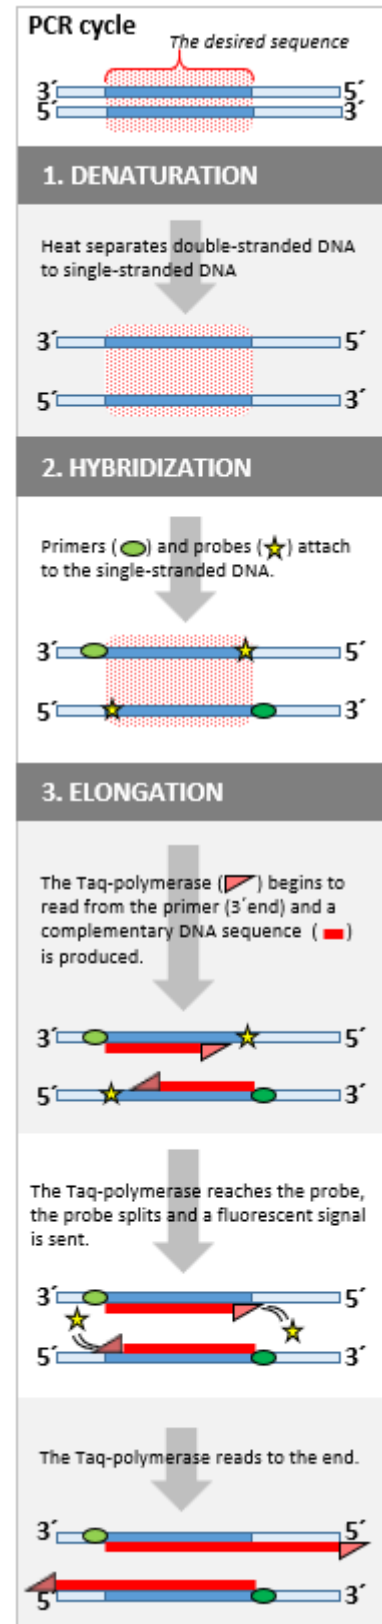 PCR cycle
The desired sequence
3´ 5´
5´ 3´
1. DENATURATION
Heat separates double-stranded DNA
to single-stranded DNA
3´ 5´
5´ 3´
2. HYBRIDIZATION
Primers ( ) and probes ( ) attach
to the single-stranded DNA.
3´ 5´
5´ 3´
3. ELONGATION
The Taq-polymerase ( ) begins to
read from the primer (3´end) and a
complementary DNA sequence ( )
is produced.
3´ 5´
5´ 3´
The Taq-polymerase reaches the probe,
the probe splits and a fluorescent signal
is sent.
3´ 5´
5´ 3´
The Taq-polymerase reads to the end.
3´ 5´
5´ 3´